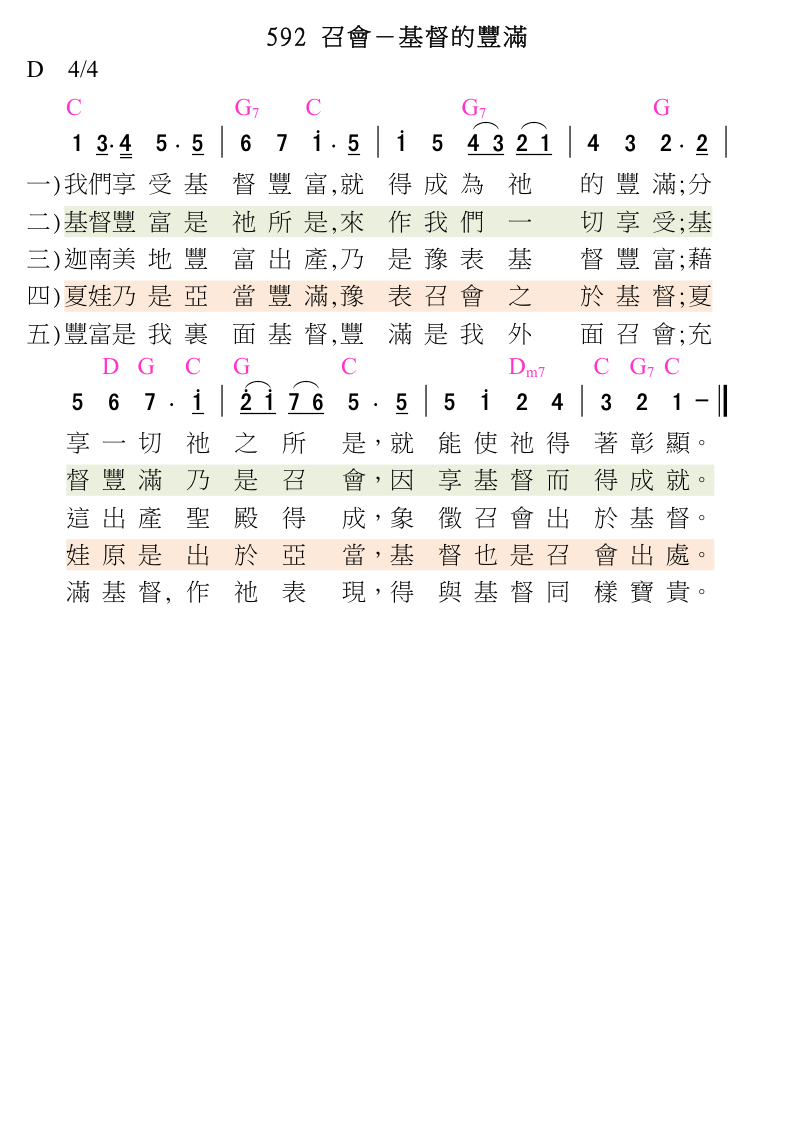 592 召會－基督的豐滿
D 4/4
C G7 C G7 G
1 3·4 5·5 | 6 7 i·5 | i 5 4 3 2 1 | 4 3 2·2 |
一)我們享受基督豐富,就得成為祂的豐滿;分
二)基督豐富是祂所是,來作我們一切享受;基
三)迦南美地豐富出產,乃是豫表基督豐富;藉
四)夏娃乃是亞當豐滿,豫表召會之於基督;夏
五)豐富是我裏面基督,豐滿是我外面召會;充
D G C G C Dm7 C G7 C
5 6 7·i | 2̇ i 7 6 5·5 | 5 i 2 4 | 3 2 1 – ‖
享一切祂之所是，就能使祂得著彰顯。
督豐滿乃是召會，因享基督而得成就。
這出產聖殿得成，象徵召會出於基督。
娃原是出於亞當，基督也是召會出處。
滿基督,作祂表現，得與基督同樣寶貴。